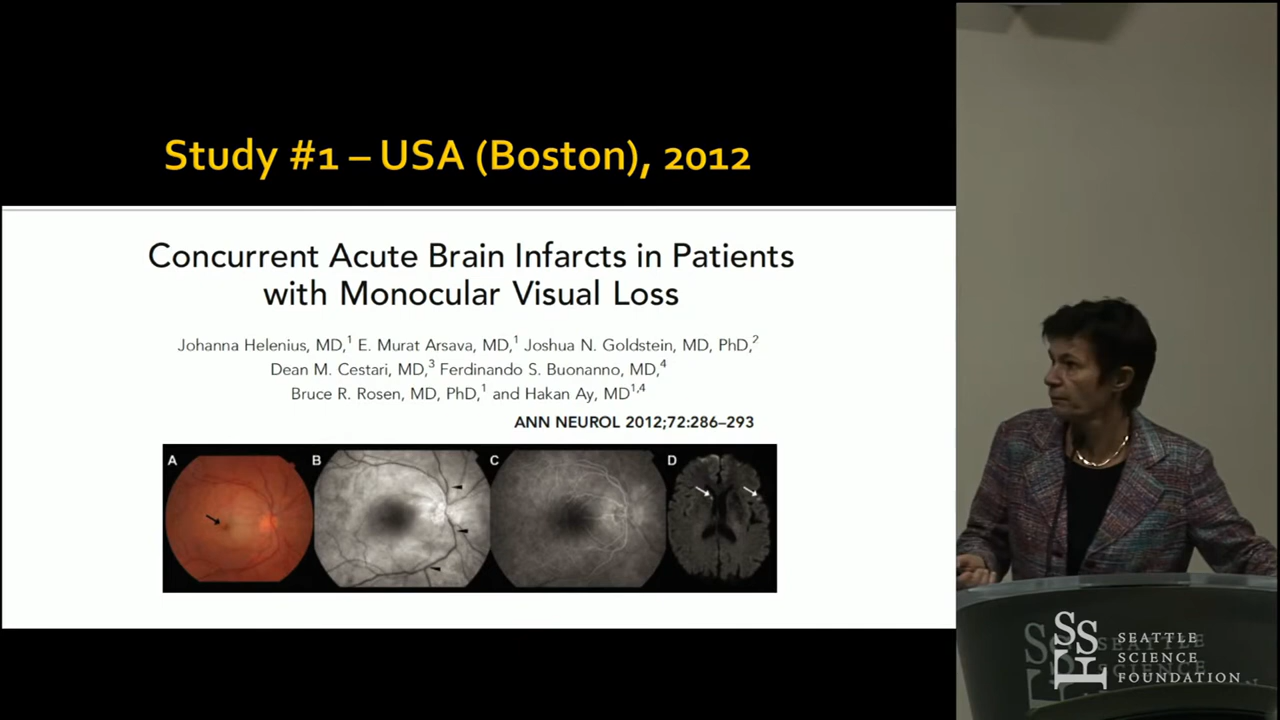 Study #1 – USA (Boston), 2012
Concurrent Acute Brain Infarcts in Patients
with Monocular Visual Loss
Johanna Helenius, MD,¹ E. Murat Arsava, MD,¹ Joshua N. Goldstein, MD, PhD,²
Dean M. Cestari, MD,³ Ferdinando S. Buonanno, MD,⁴
Bruce R. Rosen, MD, PhD,¹ and Hakan Ay, MD¹,⁴
ANN NEUROL 2012;72:286–293
A B C D
SSF
SEATTLE
SCIENCE
FOUNDATION